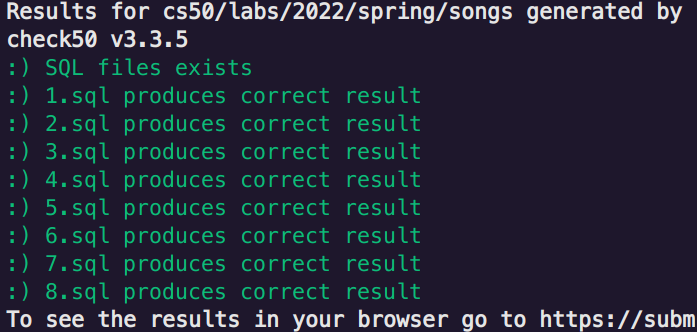 Results for cs50/labs/2022/spring/songs generated by
check50 v3.3.5
:) SQL files exists
:) 1.sql produces correct result
:) 2.sql produces correct result
:) 3.sql produces correct result
:) 4.sql produces correct result
:) 5.sql produces correct result
:) 6.sql produces correct result
:) 7.sql produces correct result
:) 8.sql produces correct result
To see the results in your browser go to https://subm